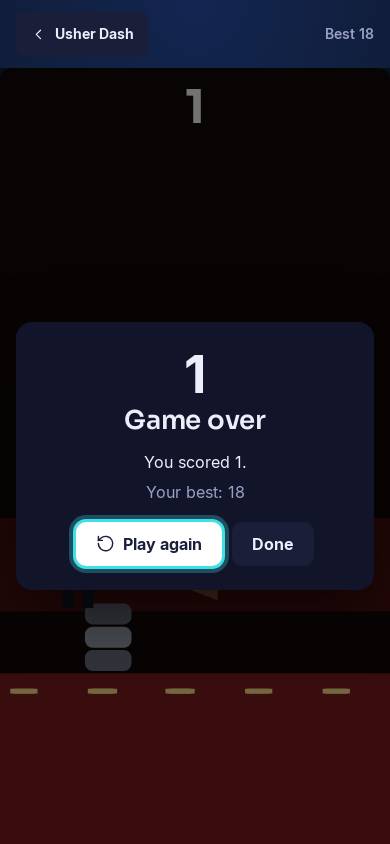 Usher Dash
Best 18
1
1
Game over
You scored 1.
Your best: 18
Play again
Done